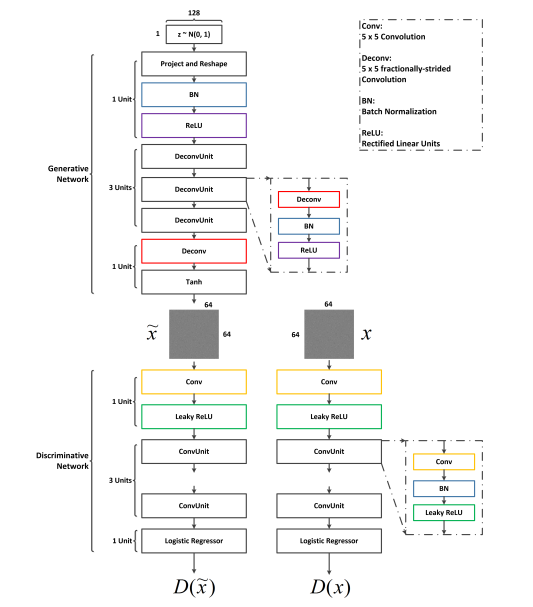 128
1
z ~ N(0, 1)
Project and Reshape
BN
ReLU
1 Unit
DeconvUnit
DeconvUnit
DeconvUnit
3 Units
Generative
Network
Deconv
Tanh
1 Unit
Deconv
BN
ReLU
Conv:
5 x 5 Convolution
Deconv:
5 x 5 fractionally-strided
Convolution
BN:
Batch Normalization
ReLU:
Rectified Linear Units
x̃
64
64
64
64
x
Conv
Leaky ReLU
1 Unit
ConvUnit
ConvUnit
3 Units
Discriminative
Network
Logistic Regressor
1 Unit
D(x̃)
Conv
Leaky ReLU
ConvUnit
ConvUnit
Logistic Regressor
D(x)
Conv
BN
Leaky ReLU